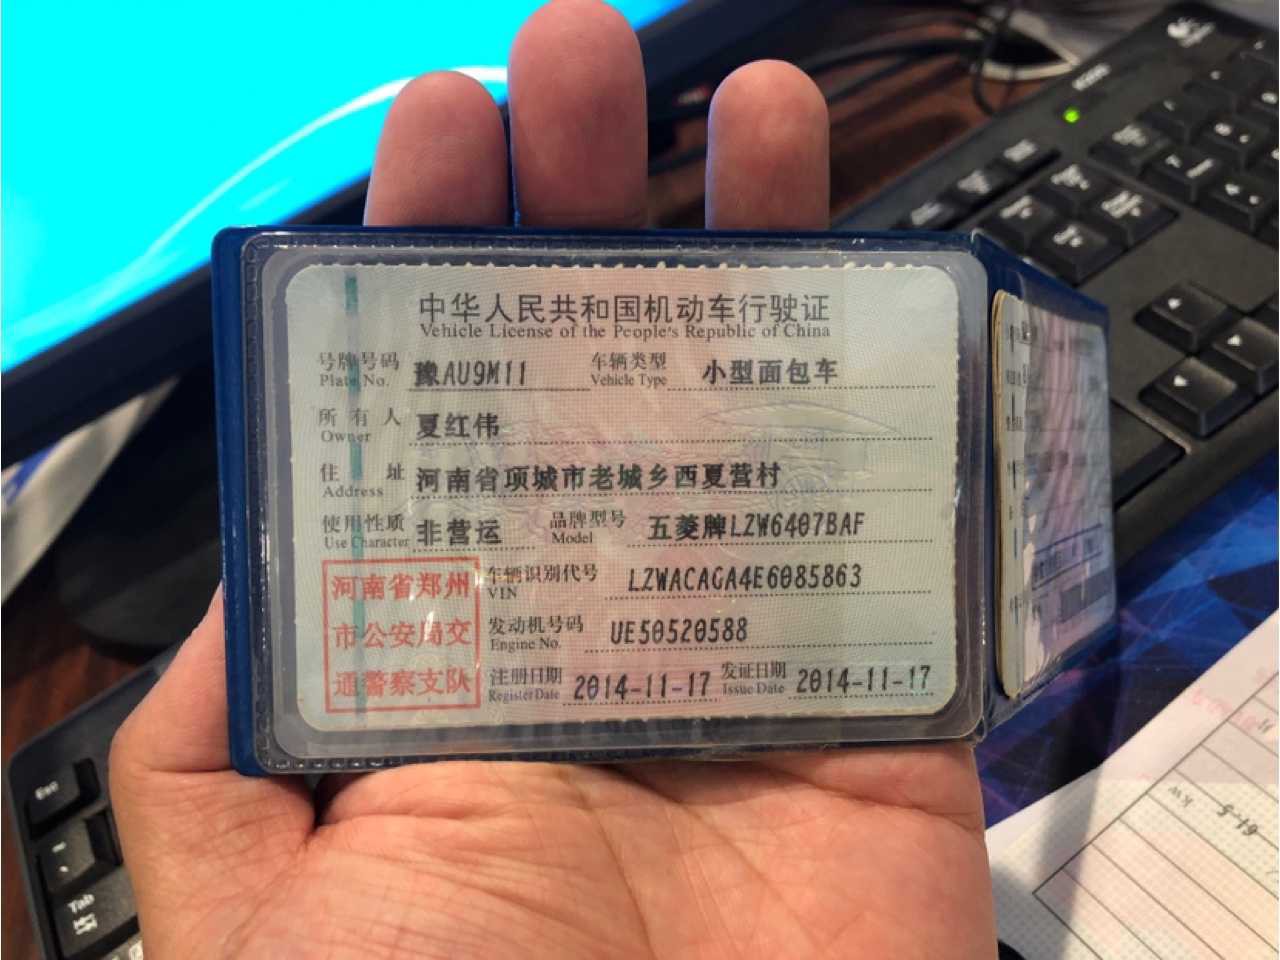 中华人民共和国机动车行驶证
Vehicle License of the People's Republic of China
号牌号码 豫AU9M11 车辆类型 小型面包车
Plate No. Vehicle Type
所有人 夏红伟
Owner
住址 河南省项城市老城乡西夏营村
Address
使用性质 非营运 品牌型号 五菱牌LZW6407BAF
Use Character Model
车辆识别代号 LZWACAGA4E6085863
VIN
发动机号码 UE50520588
Engine No.
注册日期 2014-11-17 发证日期 2014-11-17
Register Date Issue Date
河南省郑州
市公安局交
通警察支队
Esc
Tab
kw
61.5